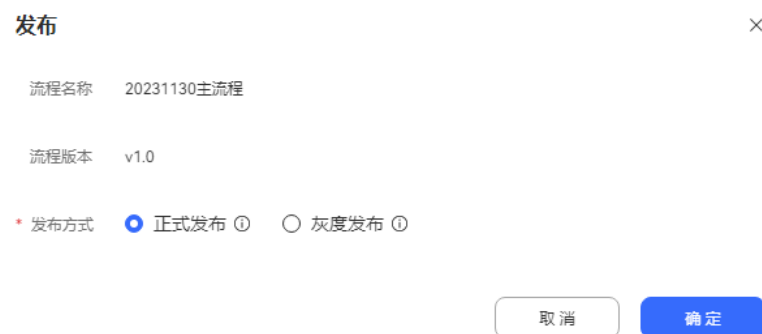 发布
流程名称 20231130主流程
流程版本 v1.0
* 发布方式 正式发布 灰度发布
取消 确定